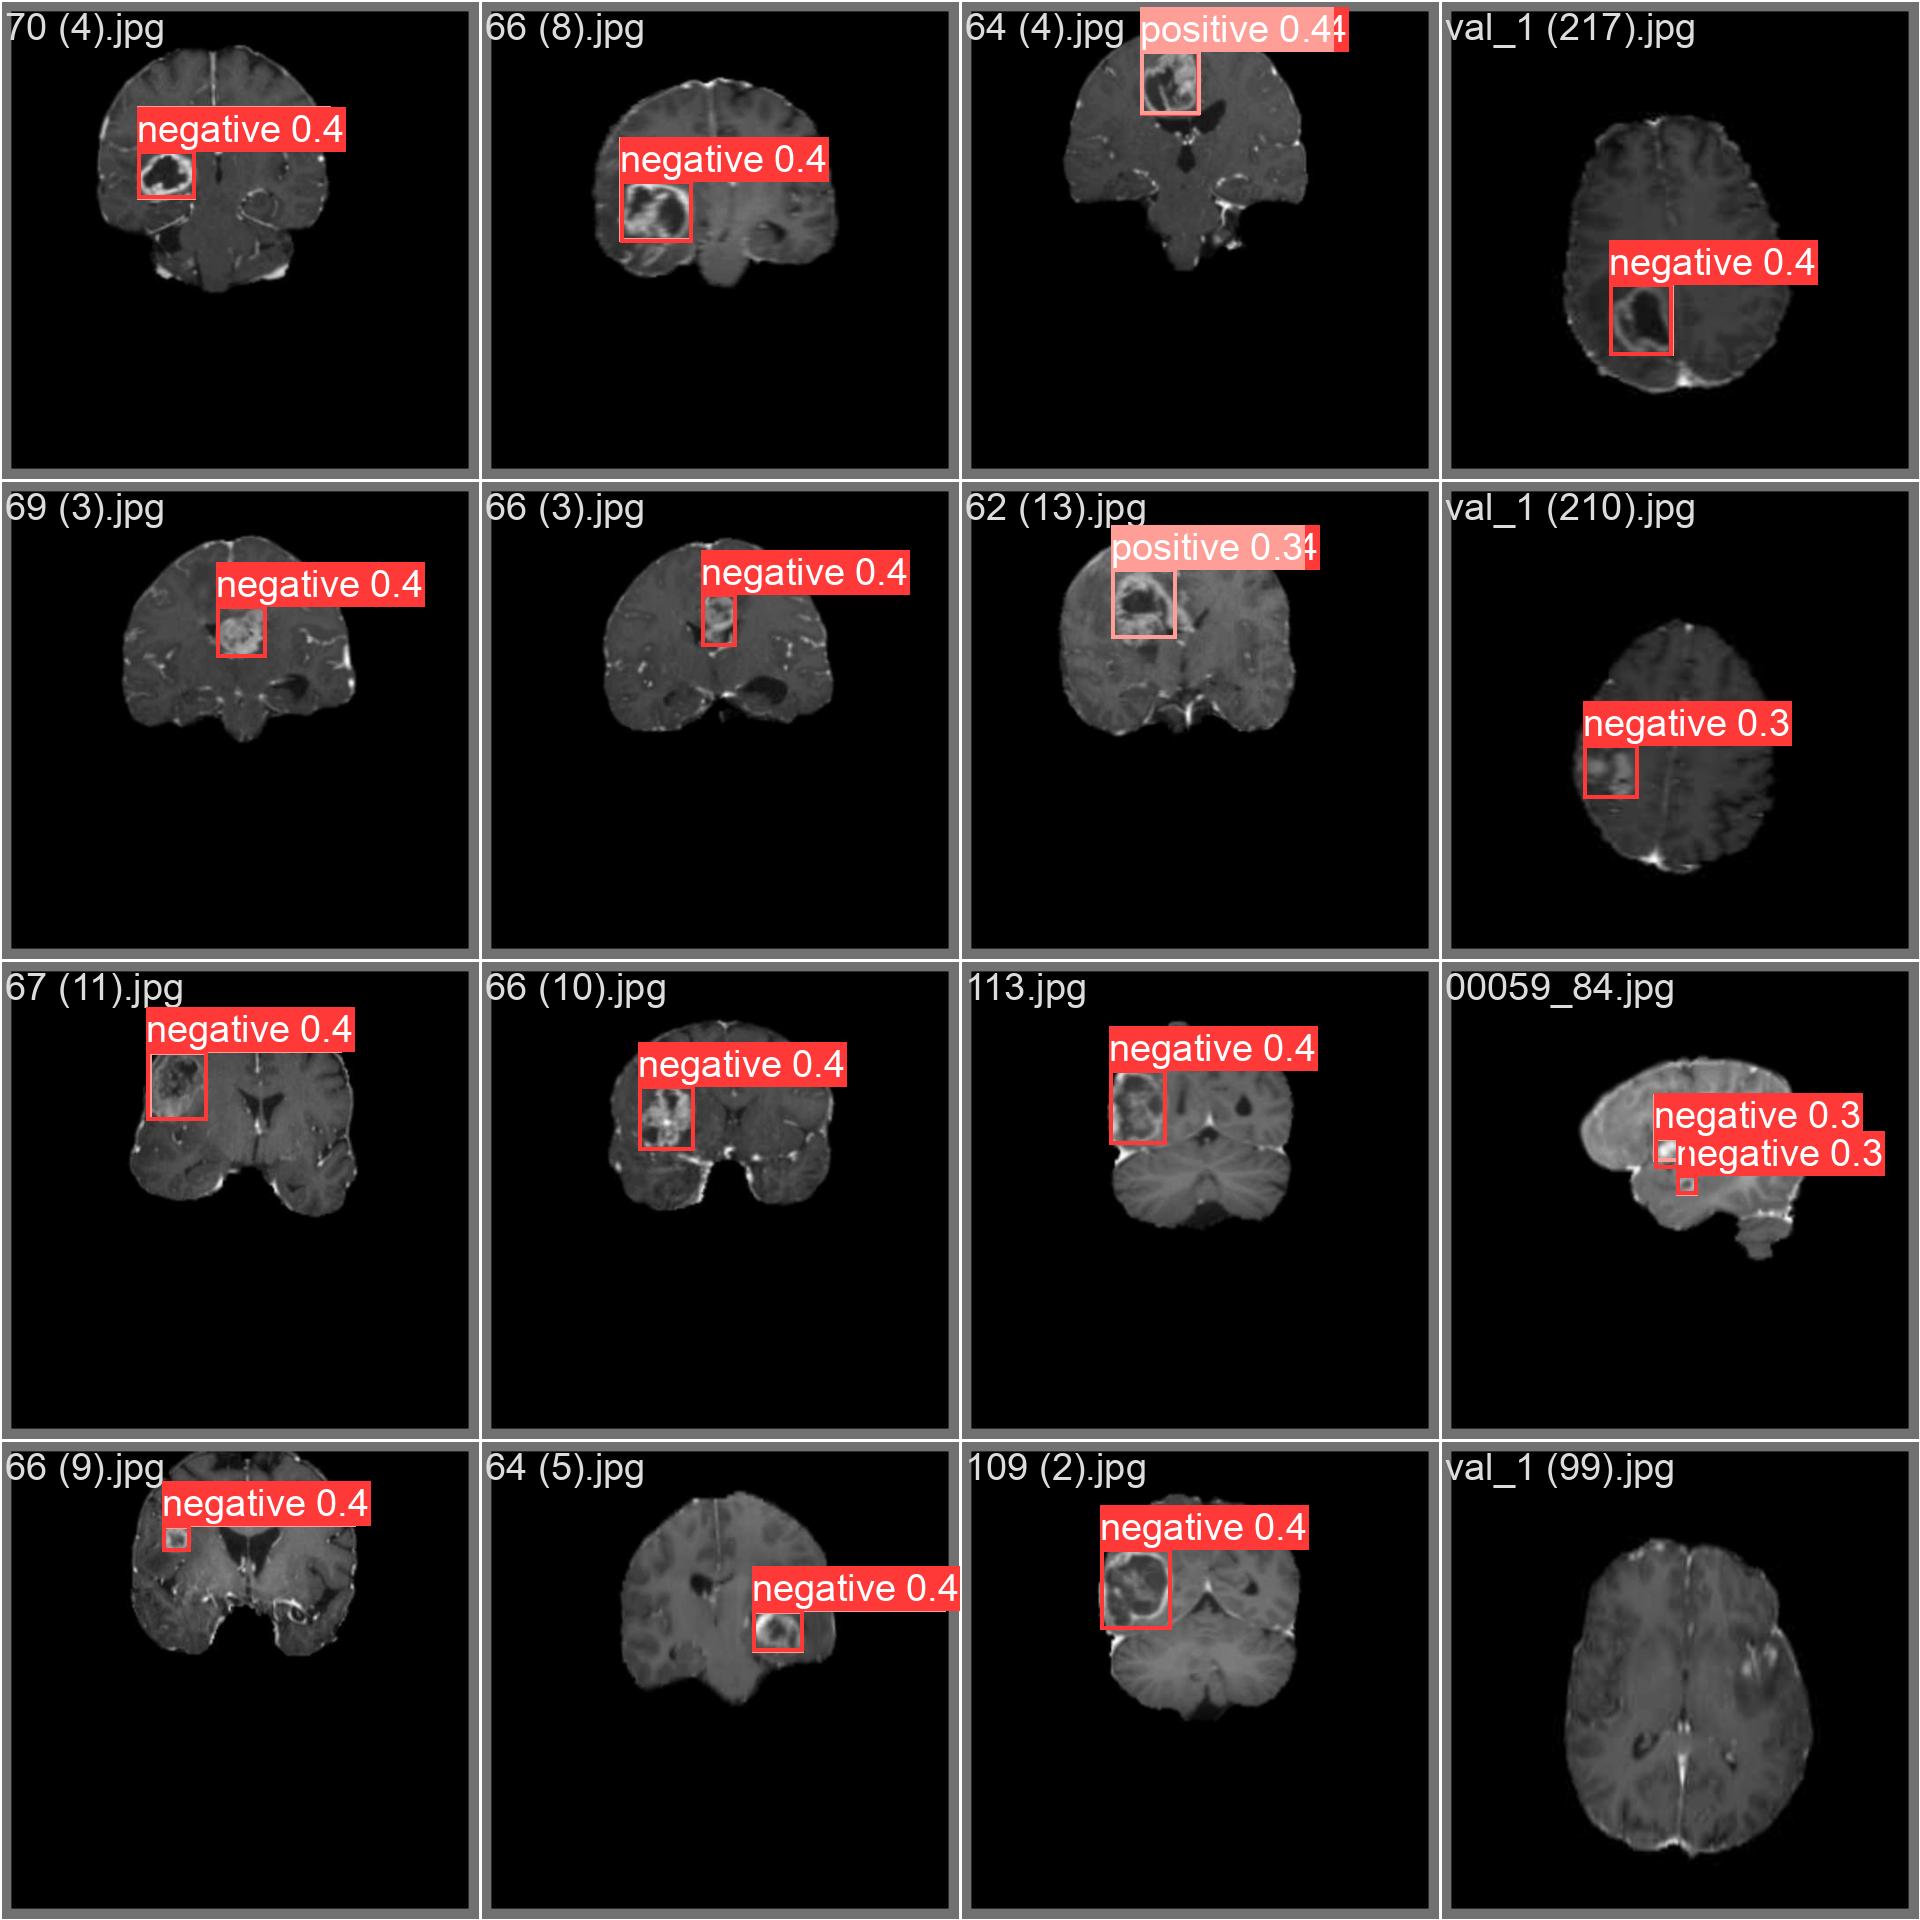 70 (4).jpg
negative 0.4
66 (8).jpg
negative 0.4
64 (4).jpg
positive 0.44
val_1 (217).jpg
negative 0.4
69 (3).jpg
negative 0.4
66 (3).jpg
negative 0.4
62 (13).jpg
positive 0.34
val_1 (210).jpg
negative 0.3
67 (11).jpg
negative 0.4
66 (10).jpg
negative 0.4
113.jpg
negative 0.4
00059_84.jpg
negative 0.3
negative 0.3
66 (9).jpg
negative 0.4
64 (5).jpg
negative 0.4
109 (2).jpg
negative 0.4
val_1 (99).jpg